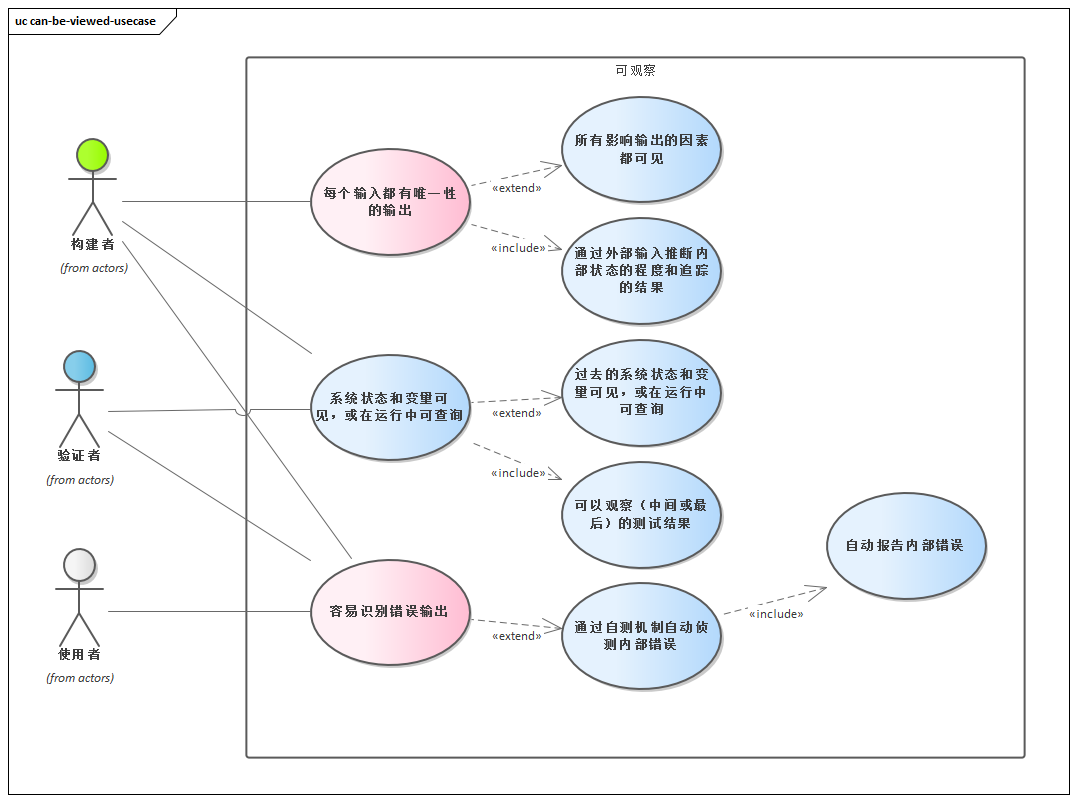 uc can-be-viewed-usecase
可观察
构建者
(from actors)
验证者
(from actors)
使用者
(from actors)
每个输入都有唯一性
的输出
«extend»
所有影响输出的因素
都可见
«include»
通过外部输入推断内
部状态的程度和追踪
的结果
系统状态和变量可
见，或在运行中可查询
«extend»
过去的系统状态和变
量可见，或在运行中
可查询
«include»
可以观察（中间或最
后）的测试结果
容易识别错误输出
«extend»
通过自测机制自动侦
测内部错误
«include»
自动报告内部错误